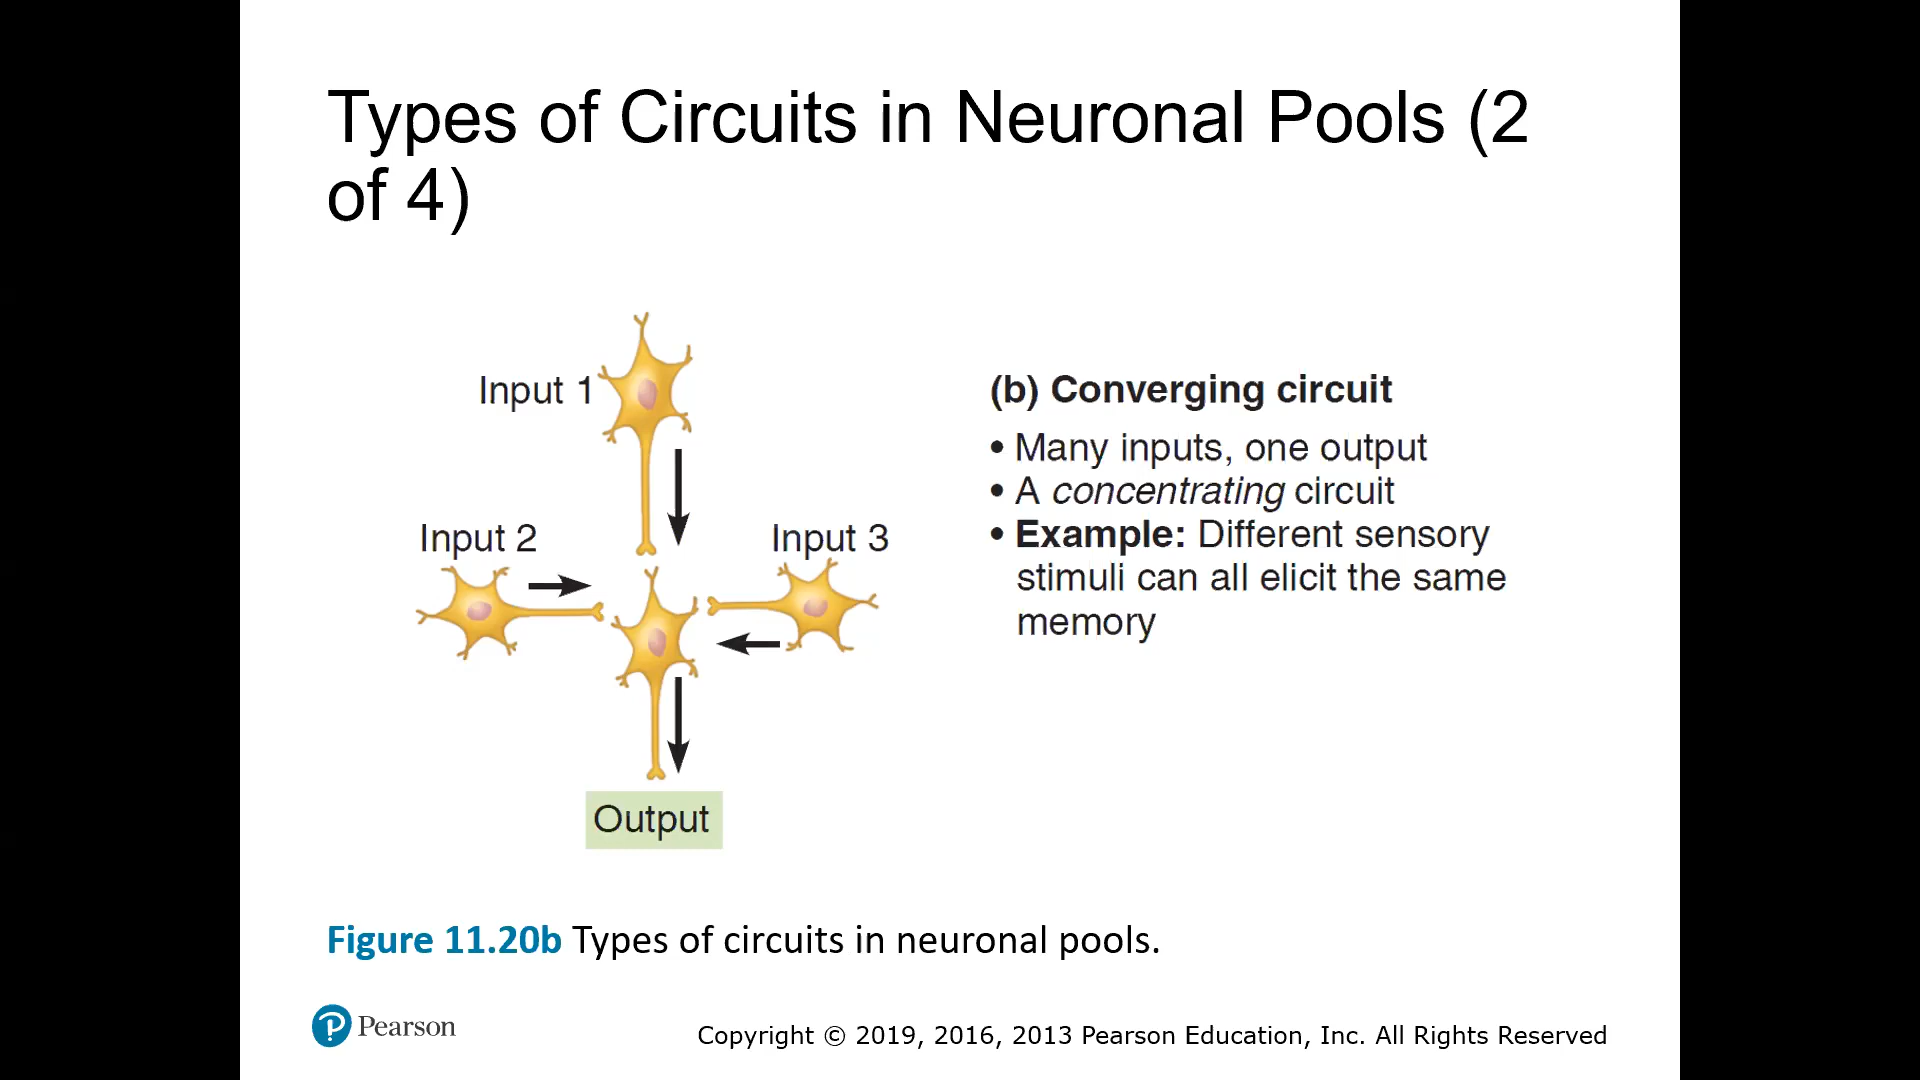 Types of Circuits in Neuronal Pools (2
of 4)
Input 1
Input 2
Input 3
Output
(b) Converging circuit
• Many inputs, one output
• A concentrating circuit
• Example: Different sensory
stimuli can all elicit the same
memory
Figure 11.20b Types of circuits in neuronal pools.
Pearson
Copyright © 2019, 2016, 2013 Pearson Education, Inc. All Rights Reserved